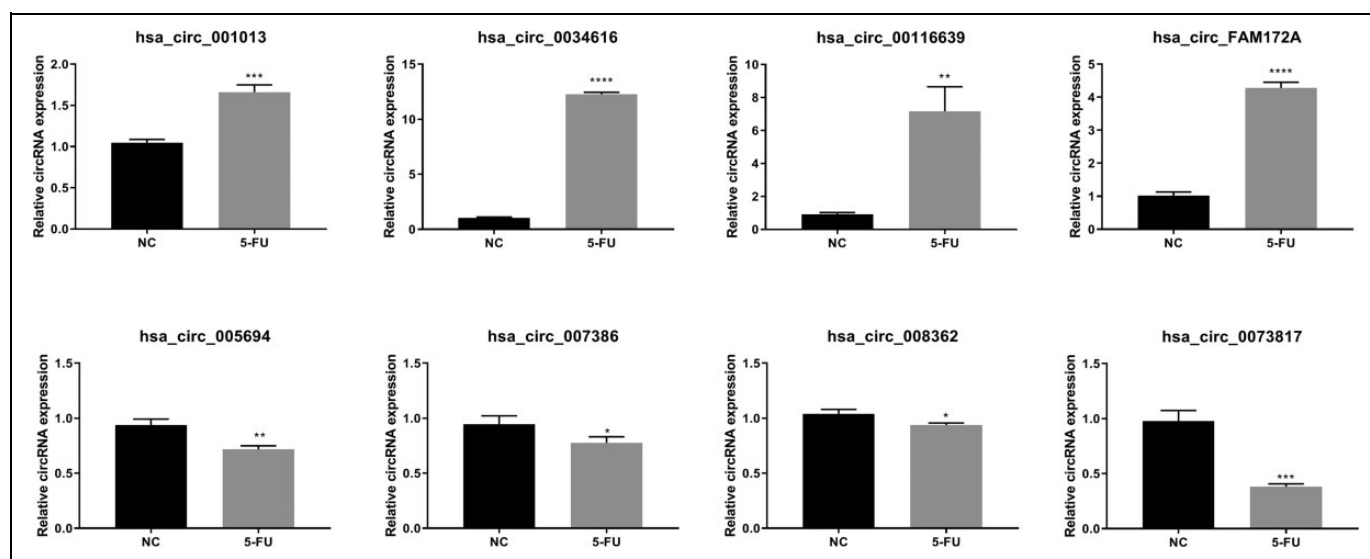 hsa_circ_001013
Relative circRNA expression
2.0
1.5
1.0
0.5
0.0
***
NC
5-FU
hsa_circ_0034616
Relative circRNA expression
15
10
5
0
****
NC
5-FU
hsa_circ_00116639
Relative circRNA expression
10
8
6
4
2
0
**
NC
5-FU
hsa_circ_FAM172A
Relative circRNA expression
5
4
3
2
1
0
****
NC
5-FU
hsa_circ_005694
Relative circRNA expression
1.5
1.0
0.5
0.0
**
NC
5-FU
hsa_circ_007386
Relative circRNA expression
1.5
1.0
0.5
0.0
*
NC
5-FU
hsa_circ_008362
Relative circRNA expression
1.5
1.0
0.5
0.0
*
NC
5-FU
hsa_circ_0073817
Relative circRNA expression
1.5
1.0
0.5
0.0
***
NC
5-FU